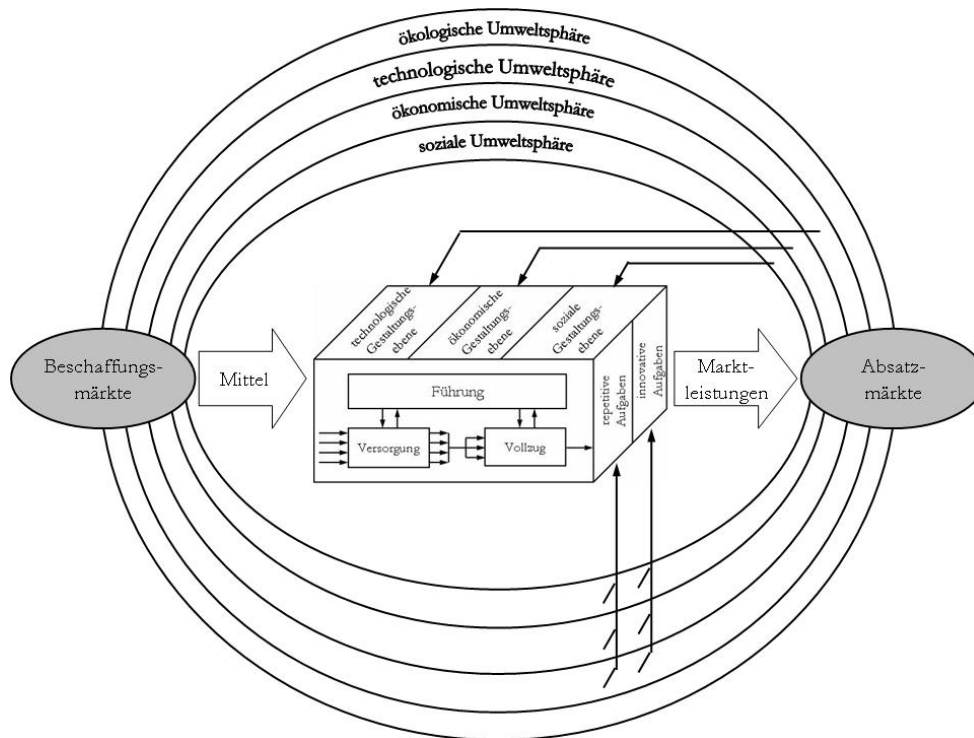 ökologische Umweltsphäre
technologische Umweltsphäre
ökonomische Umweltsphäre
soziale Umweltsphäre
technologische
Gestaltungs-
ebene
ökonomische
Gestaltungs-
ebene
soziale
Gestaltungs-
ebene
Beschaffungs-
märkte
Mittel
Führung
Versorgung
Vollzug
repetitive
Aufgaben
innovative
Aufgaben
Markt-
leistungen
Absatz-
märkte